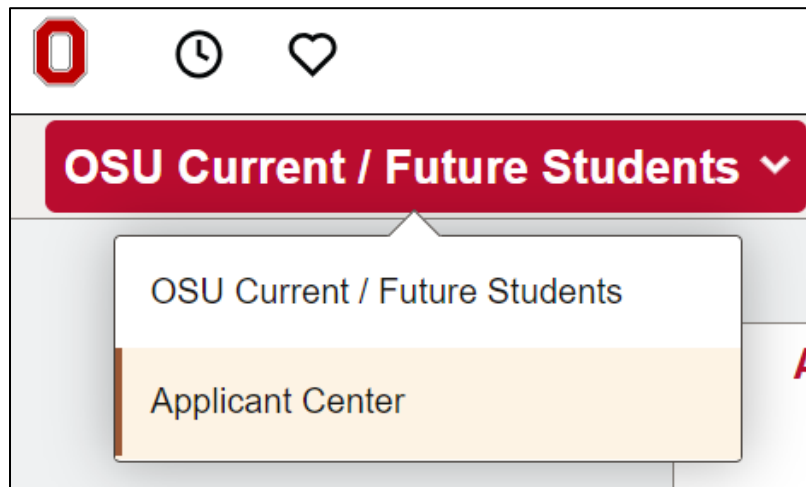 O
OSU Current / Future Students
OSU Current / Future Students
Applicant Center
A